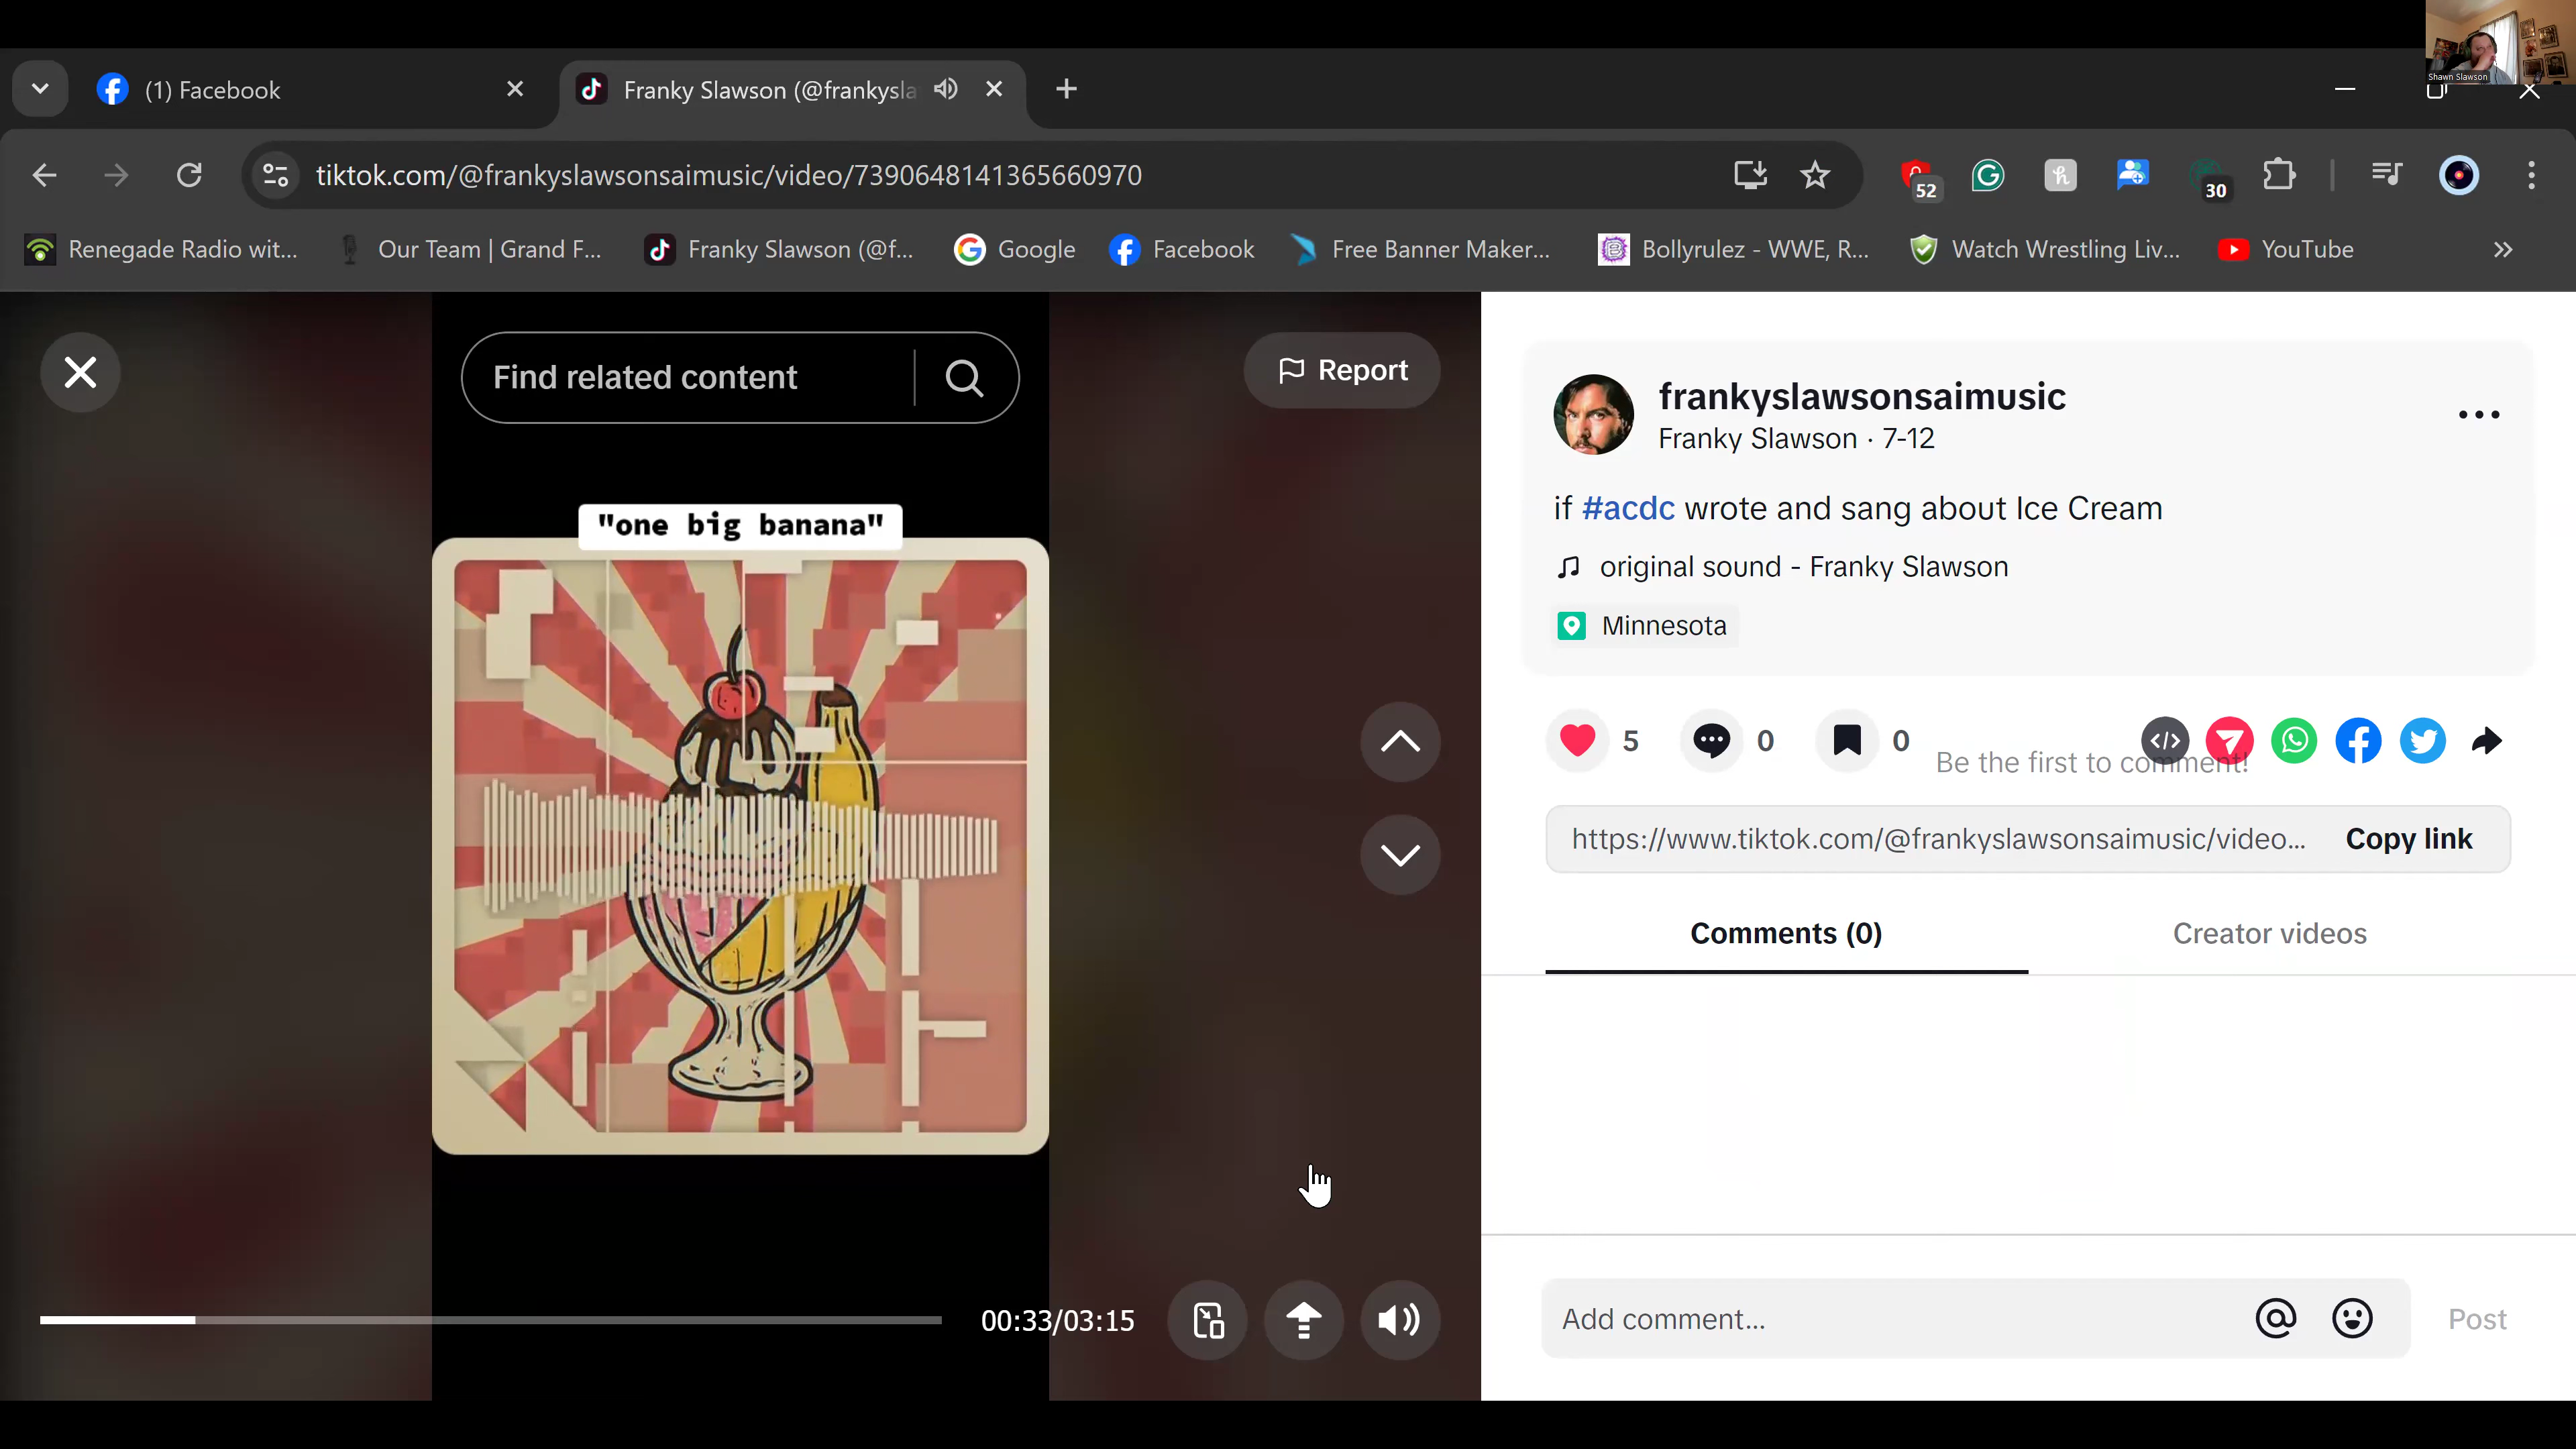 Shawn Slawson
(1) Facebook
Franky Slawson (@frankysla
tiktok.com/@frankyslawsonsaimusic/video/7390648141365660970
52
30
Renegade Radio wit...
Our Team | Grand F...
Franky Slawson (@f...
Google
Facebook
Free Banner Maker...
Bollyrulez - WWE, R...
Watch Wrestling Liv...
YouTube
Find related content
Report
"one big banana"
00:33/03:15
frankyslawsonsaimusic
Franky Slawson · 7-12
if #acdc wrote and sang about Ice Cream
original sound - Franky Slawson
Minnesota
5
0
0
Be the first to comment!
https://www.tiktok.com/@frankyslawsonsaimusic/video...
Copy link
Comments (0)
Creator videos
Add comment...
Post